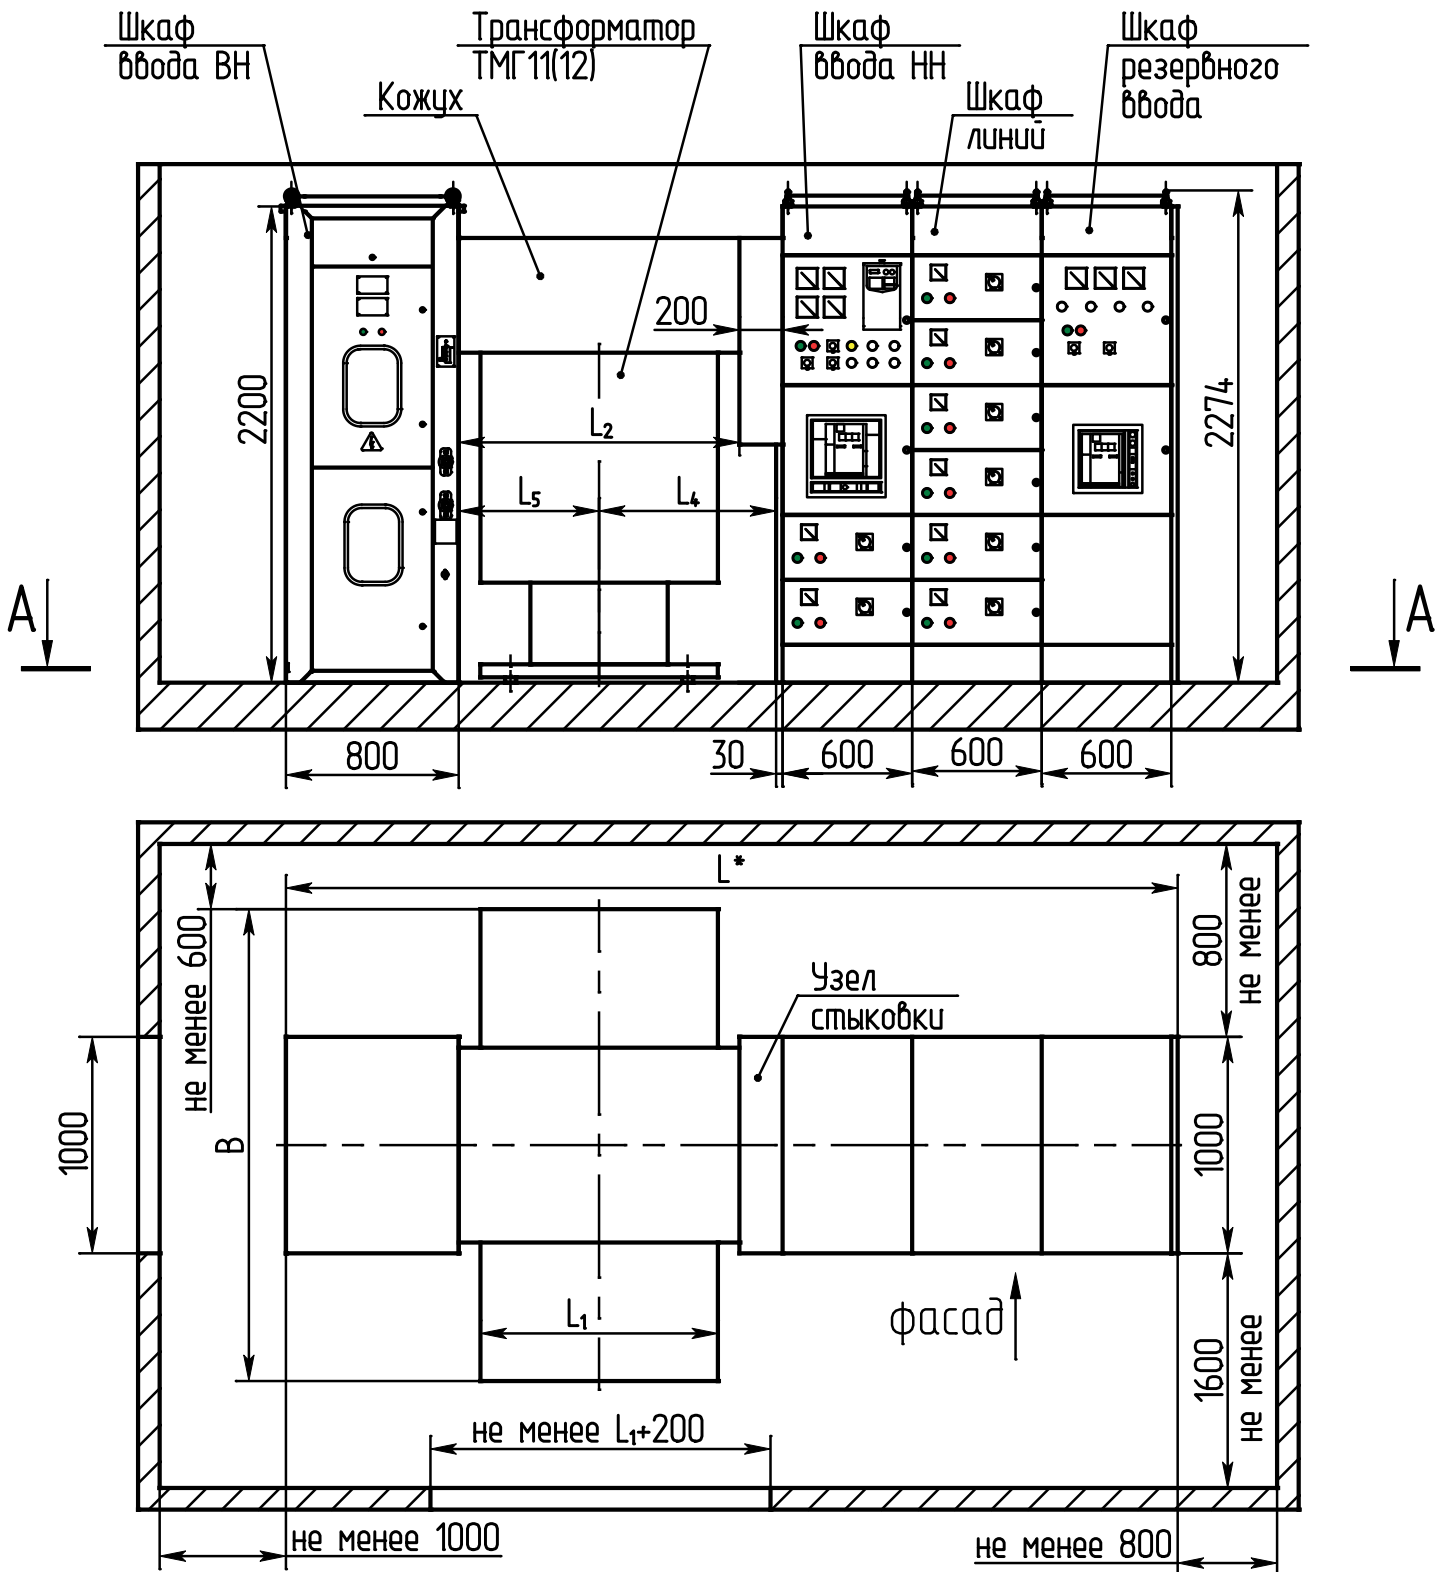 Шкаф
ввода ВН
Трансформатор
ТМГ11(12)
Кожух
Шкаф
ввода НН
Шкаф
линий
Шкаф
резервного
ввода
200
2200
2274
L₂
L₅
L₄
А
А
800
30
600
600
600
L*
не менее 600
800
не менее
Узел
стыковки
1000
В
1000
L₁
фасад
1600
не менее
не менее L₁+200
не менее 1000
не менее 800